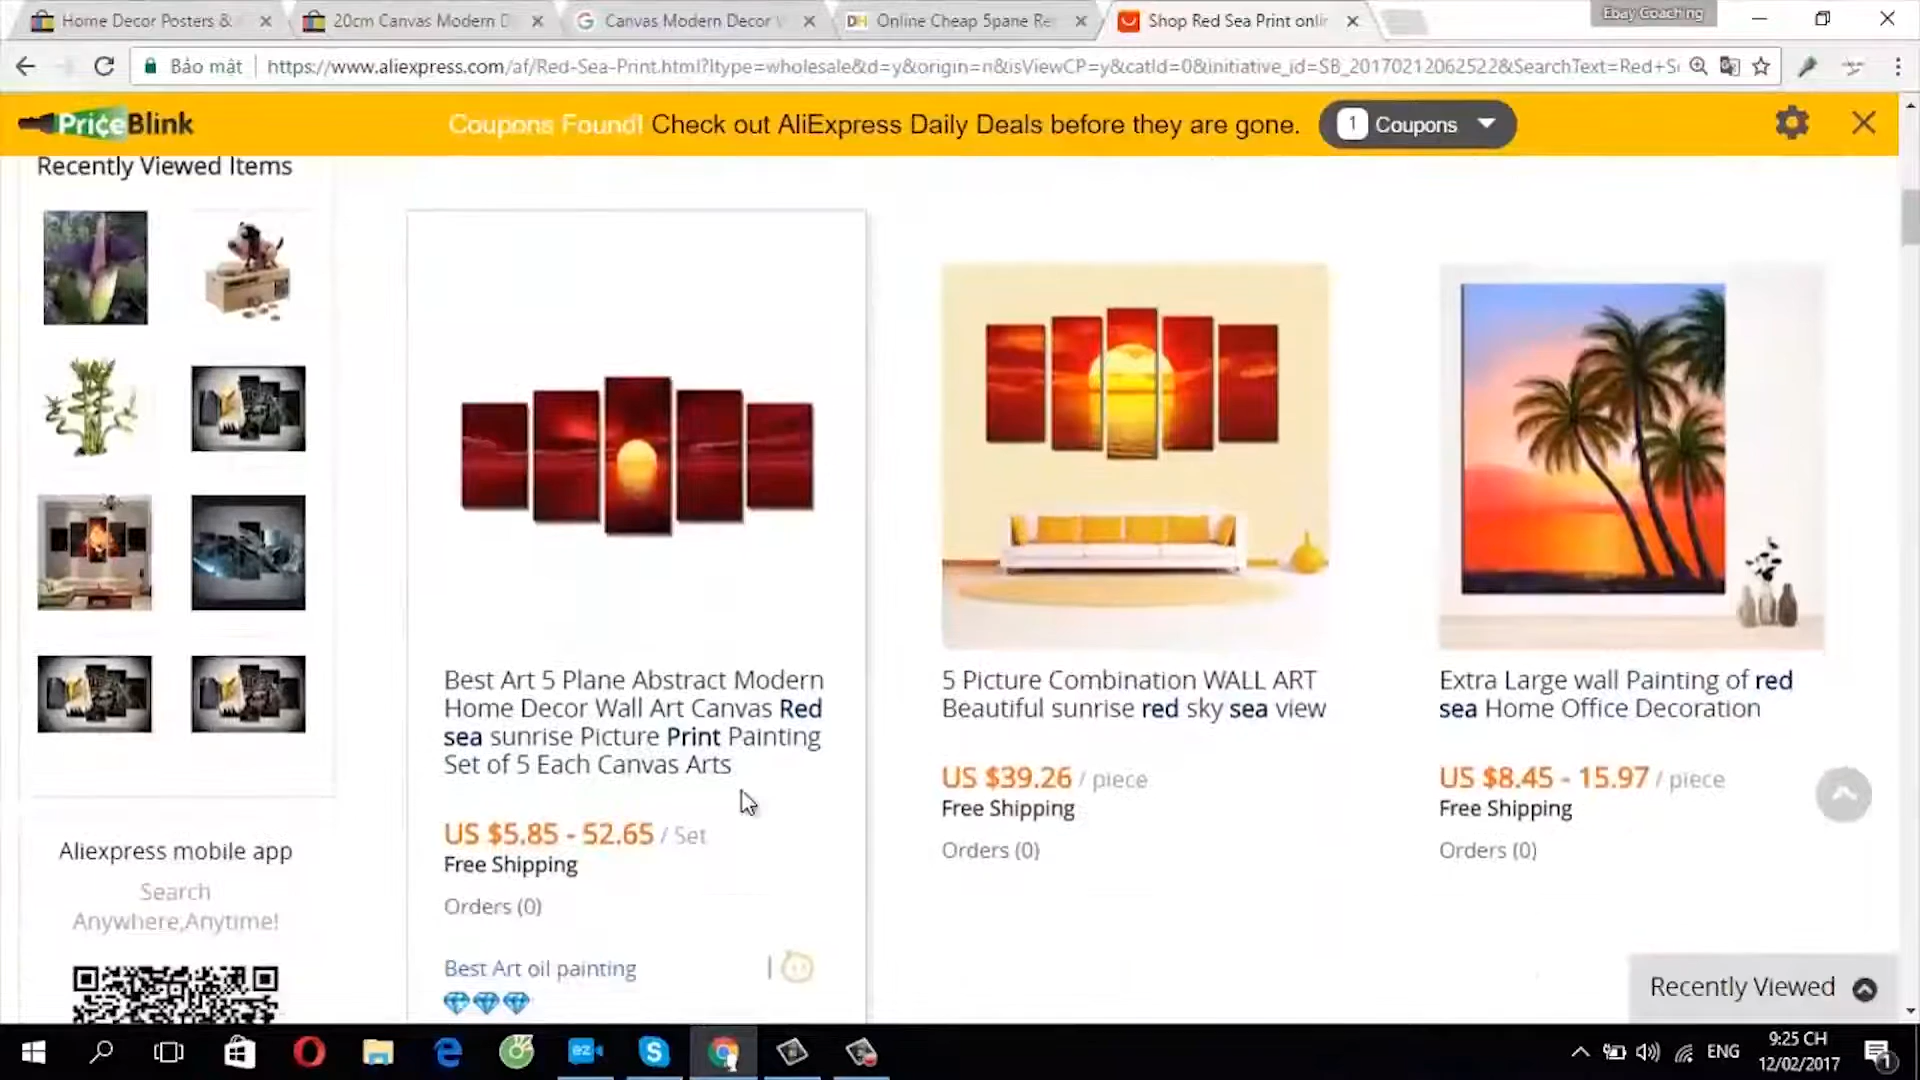 Home Decor Posters &
20cm Canvas Modern D
Canvas Modern Decor
Online Cheap 5pane Re
Shop Red Sea Print onli
Ebay Coaching
Bảo mật
https://www.aliexpress.com/af/Red-Sea-Print.html?ltype=wholesale&d=y&origin=n&isViewCP=y&catId=0&initiative_id=SB_20170212062522&SearchText=Red+S
PriceBlink
Coupons Found! Check out AliExpress Daily Deals before they are gone.
1 Coupons
Recently Viewed Items
Best Art 5 Plane Abstract Modern
Home Decor Wall Art Canvas Red
sea sunrise Picture Print Painting
Set of 5 Each Canvas Arts
US $5.85 - 52.65 / Set
Free Shipping
Orders (0)
Best Art oil painting
5 Picture Combination WALL ART
Beautiful sunrise red sky sea view
US $39.26 / piece
Free Shipping
Orders (0)
Extra Large wall Painting of red
sea Home Office Decoration
US $8.45 - 15.97 / piece
Free Shipping
Orders (0)
Aliexpress mobile app
Search
Anywhere,Anytime!
Recently Viewed
ENG
9:25 CH
12/02/2017
1